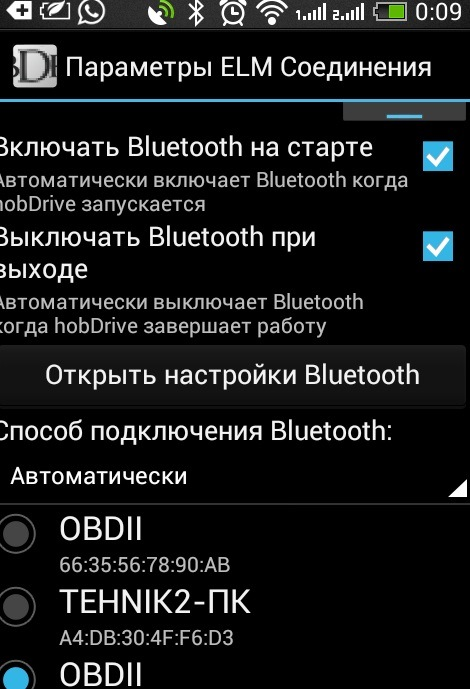 0:09
Параметры ELM Соединения
Включать Bluetooth на старте
Автоматически включает Bluetooth когда
hobDrive запускается
Выключать Bluetooth при
выходе
Автоматически выключает Bluetooth
когда hobDrive завершает работу
Открыть настройки Bluetooth
Способ подключения Bluetooth:
Автоматически
OBDII
66:35:56:78:90:AB
TEHNIK2-ПК
A4:DB:30:4F:F6:D3
OBDII